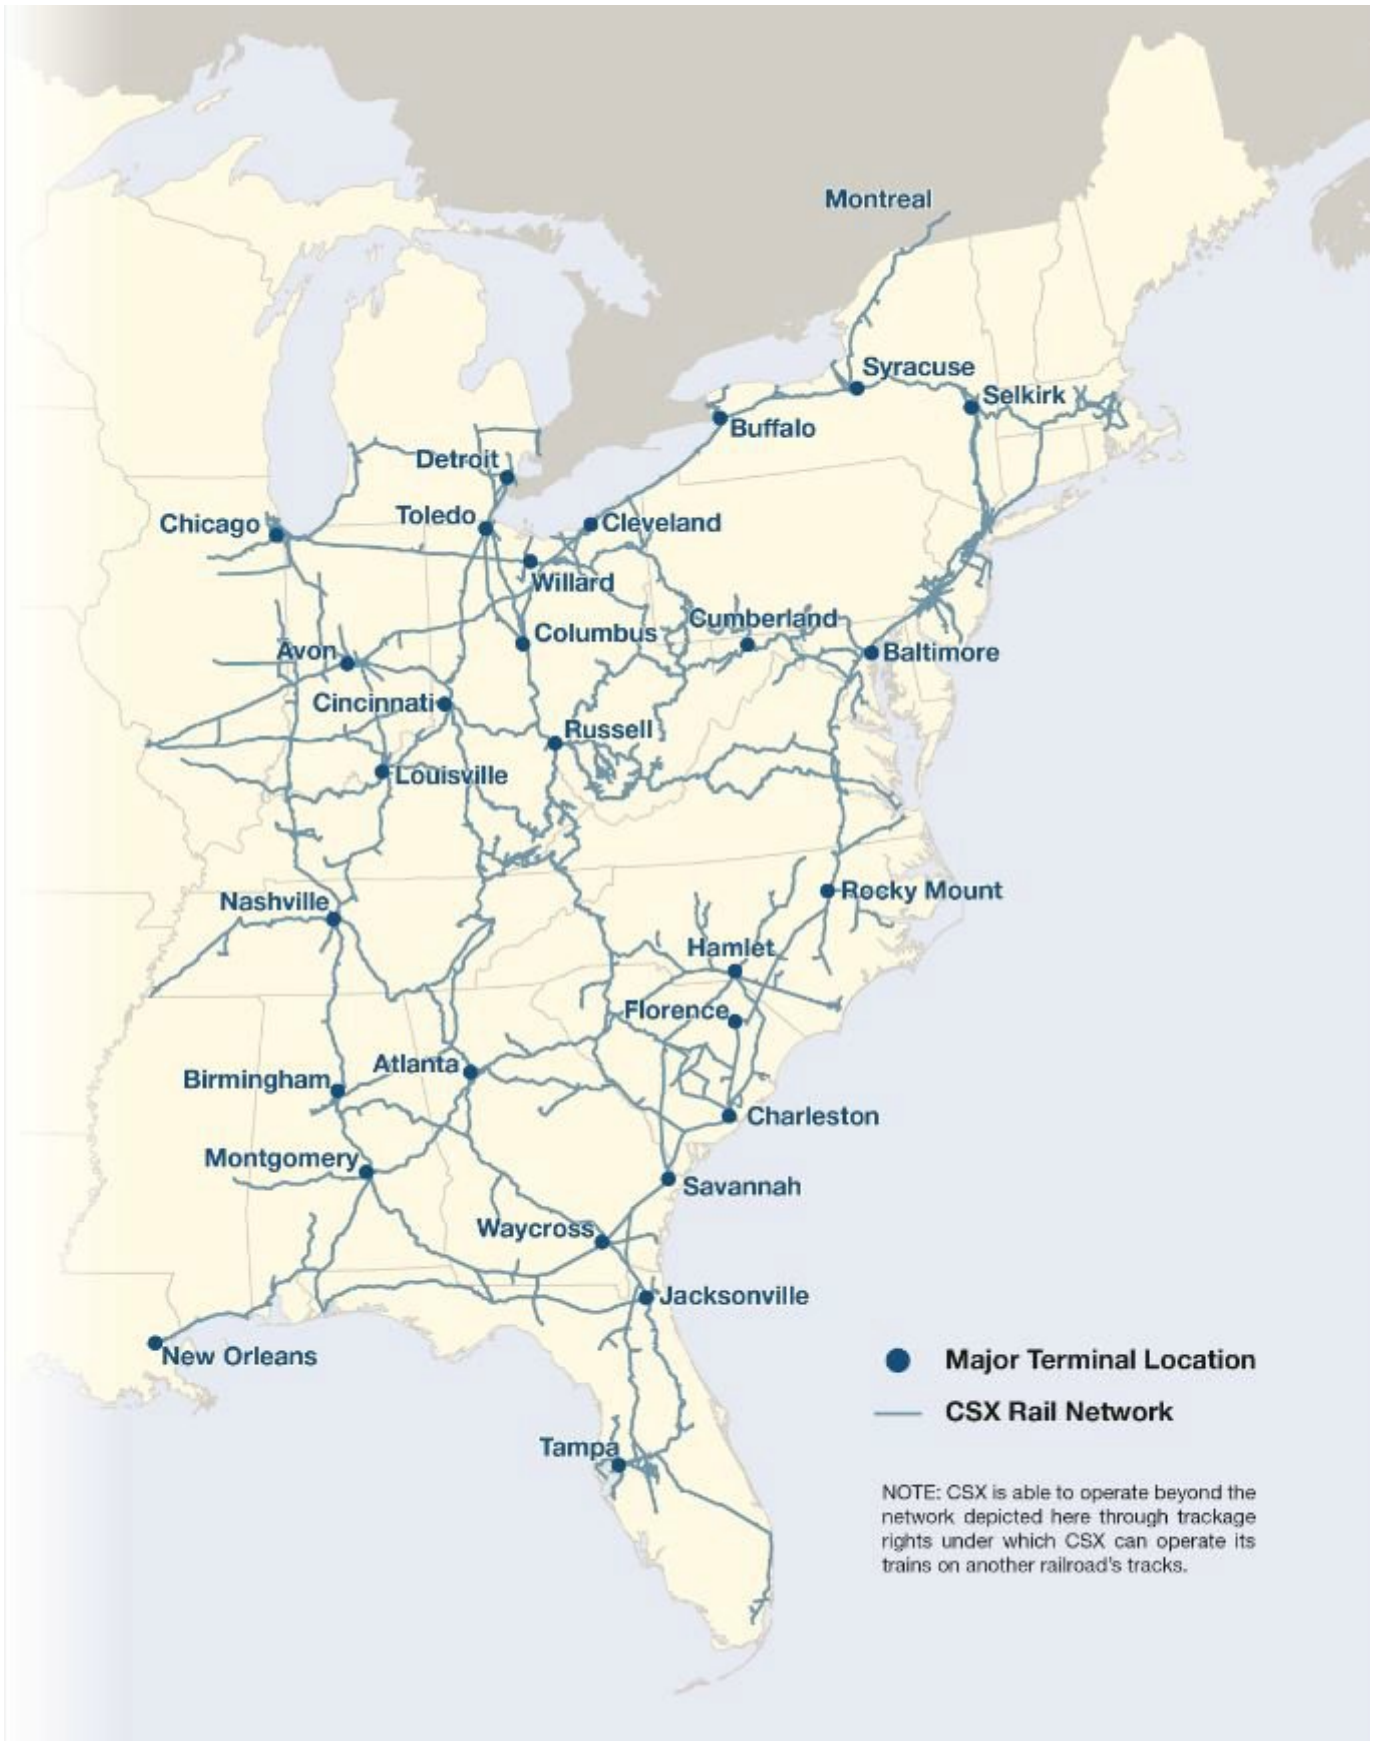 Montreal
Syracuse
Selkirk
Buffalo
Detroit
Toledo
Chicago
Cleveland
Willard
Cumberland
Columbus
Avon
Baltimore
Cincinnati
Russell
Louisville
Nashville
Rocky Mount
Hamlet
Florence
Atlanta
Birmingham
Charleston
Montgomery
Savannah
Waycross
Jacksonville
New Orleans
Tampa
Major Terminal Location
CSX Rail Network
NOTE: CSX is able to operate beyond the
network depicted here through trackage
rights under which CSX can operate its
trains on another railroad's tracks.